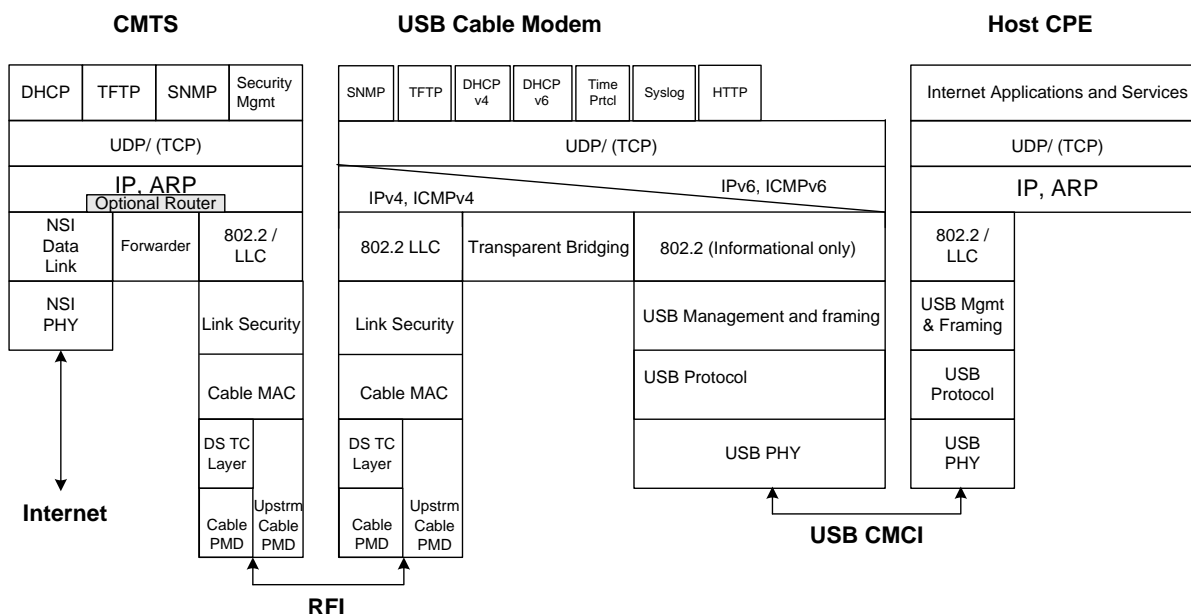 CMTS
USB Cable Modem
Host CPE
DHCP
TFTP
SNMP
Security
Mgmt
SNMP
TFTP
DHCP
v4
DHCP
v6
Time
Prtcl
Syslog
HTTP
Internet Applications and Services
UDP/ (TCP)
UDP/ (TCP)
UDP/ (TCP)
IP, ARP
Optional Router
IPv4, ICMPv4
IPv6, ICMPv6
IP, ARP
NSI
Data
Link
Forwarder
802.2 /
LLC
802.2 LLC
Transparent Bridging
802.2 (Informational only)
802.2 /
LLC
NSI
PHY
Link Security
Link Security
USB Management and framing
USB Mgmt
& Framing
Cable MAC
Cable MAC
USB Protocol
USB
Protocol
DS TC
Layer
DS TC
Layer
USB PHY
USB
PHY
Internet
Cable
PMD
Upstrm
Cable
PMD
Cable
PMD
Upstrm
Cable
PMD
USB CMCI
RFI